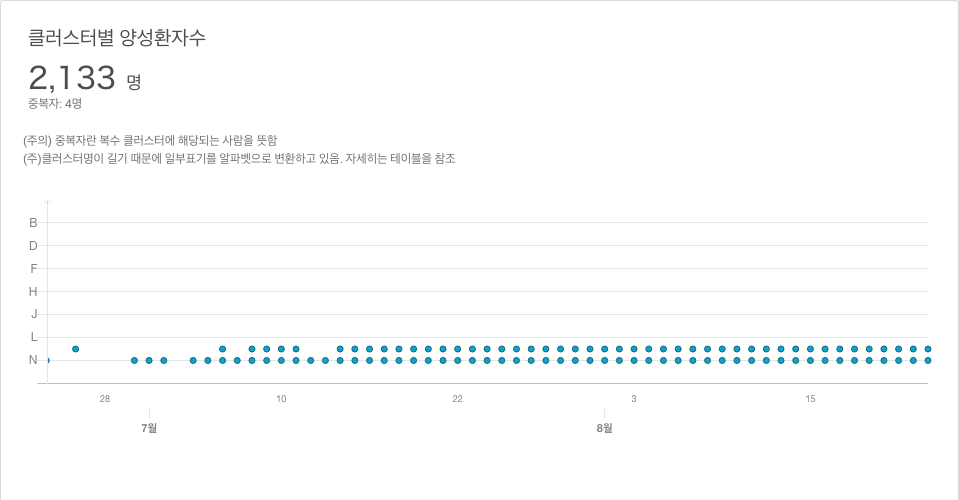 클러스터별 양성환자수
2,133 명
중복자: 4명
(주의) 중복자란 복수 클러스터에 해당되는 사람을 뜻함
(주)클러스터명이 길기 때문에 일부표기를 알파벳으로 변환하고 있음. 자세히는 테이블을 참조
B
D
F
H
J
L
N
28 10 22 3 15
7월 8월